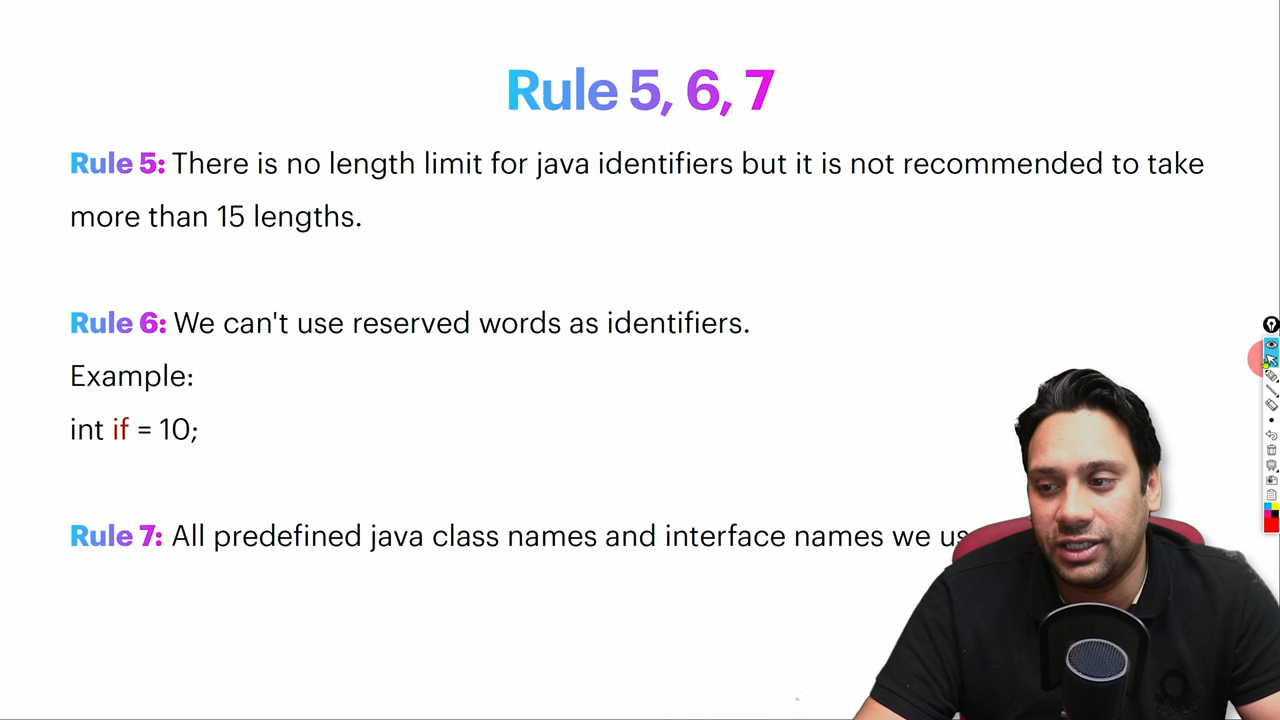 Rule 5, 6, 7
Rule 5: There is no length limit for java identifiers but it is not recommended to take
more than 15 lengths.
Rule 6: We can't use reserved words as identifiers.
Example:
int if = 10;
Rule 7: All predefined java class names and interface names we